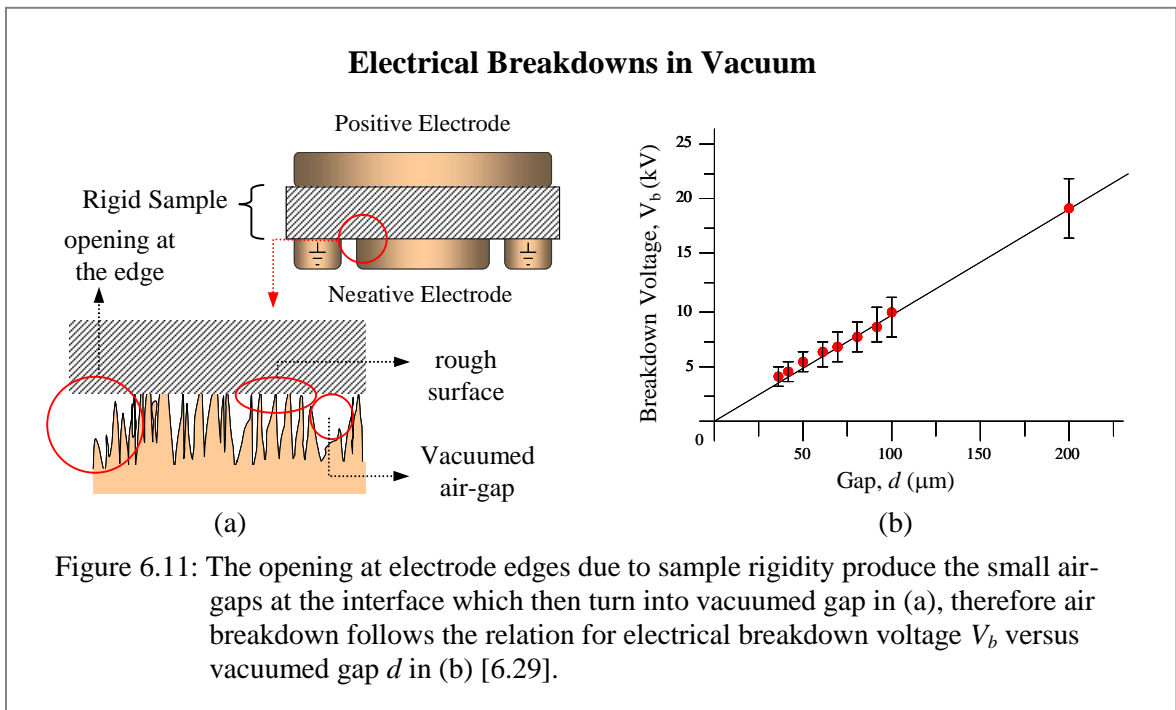 Electrical Breakdowns in Vacuum
Positive Electrode
Rigid Sample
opening at
the edge
Negative Electrode
rough
surface
Vacuumed
air-gap
(a)
Breakdown Voltage, V_b (kV)
25
20
15
10
5
0
50
100
150
200
Gap, d (μm)
(b)
Figure 6.11: The opening at electrode edges due to sample rigidity produce the small air-
gaps at the interface which then turn into vacuumed gap in (a), therefore air
breakdown follows the relation for electrical breakdown voltage V_b versus
vacuumed gap d in (b) [6.29].